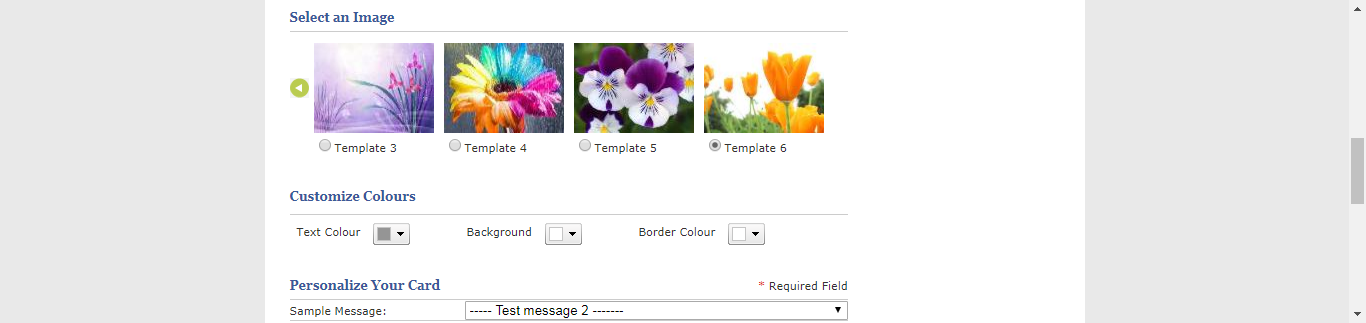 Select an Image
Template 3 Template 4 Template 5 Template 6
Customize Colours
Text Colour Background Border Colour
Personalize Your Card * Required Field
Sample Message: ----- Test message 2 -------